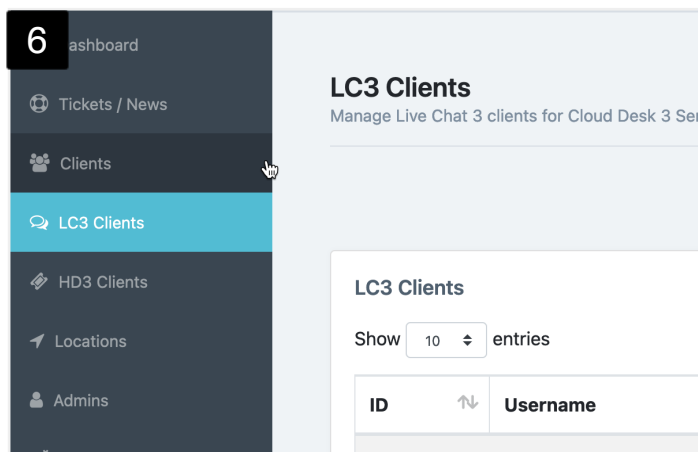 6
ashboard
Tickets / News
Clients
LC3 Clients
HD3 Clients
Locations
Admins
LC3 Clients
Manage Live Chat 3 clients for Cloud Desk 3 Ser
LC3 Clients
Show 10 entries
ID Username